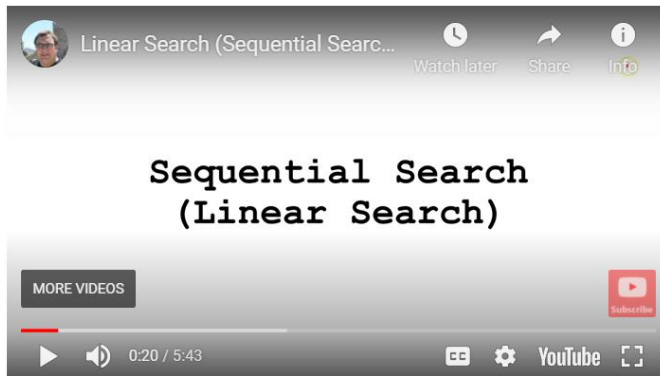 Linear Search (Sequential Searc...
Watch later
Share
Info
Sequential Search
(Linear Search)
MORE VIDEOS
Subscribe
0:20 / 5:43
CC
YouTube